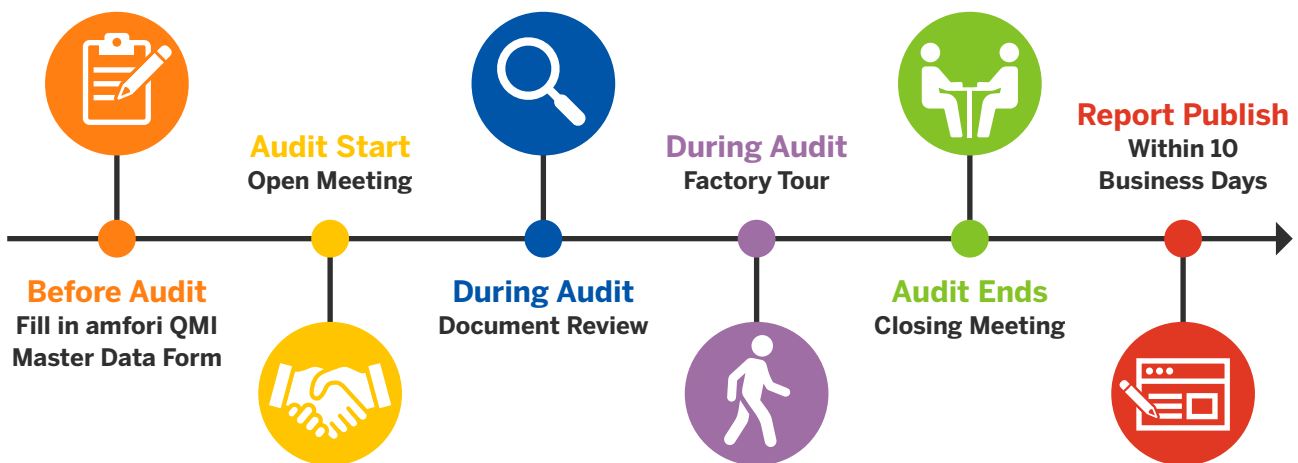 Before Audit
Fill in amfori QMI
Master Data Form
Audit Start
Open Meeting
During Audit
Document Review
During Audit
Factory Tour
Audit Ends
Closing Meeting
Report Publish
Within 10
Business Days